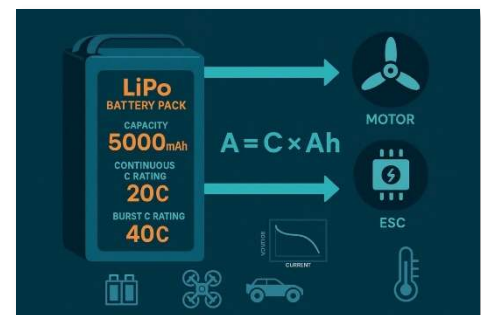 LiPo
BATTERY PACK
CAPACITY
5000mAh
CONTINUOUS
C RATING
20C
BURST C RATING
40C
A = C × Ah
MOTOR
ESC
CURRENT